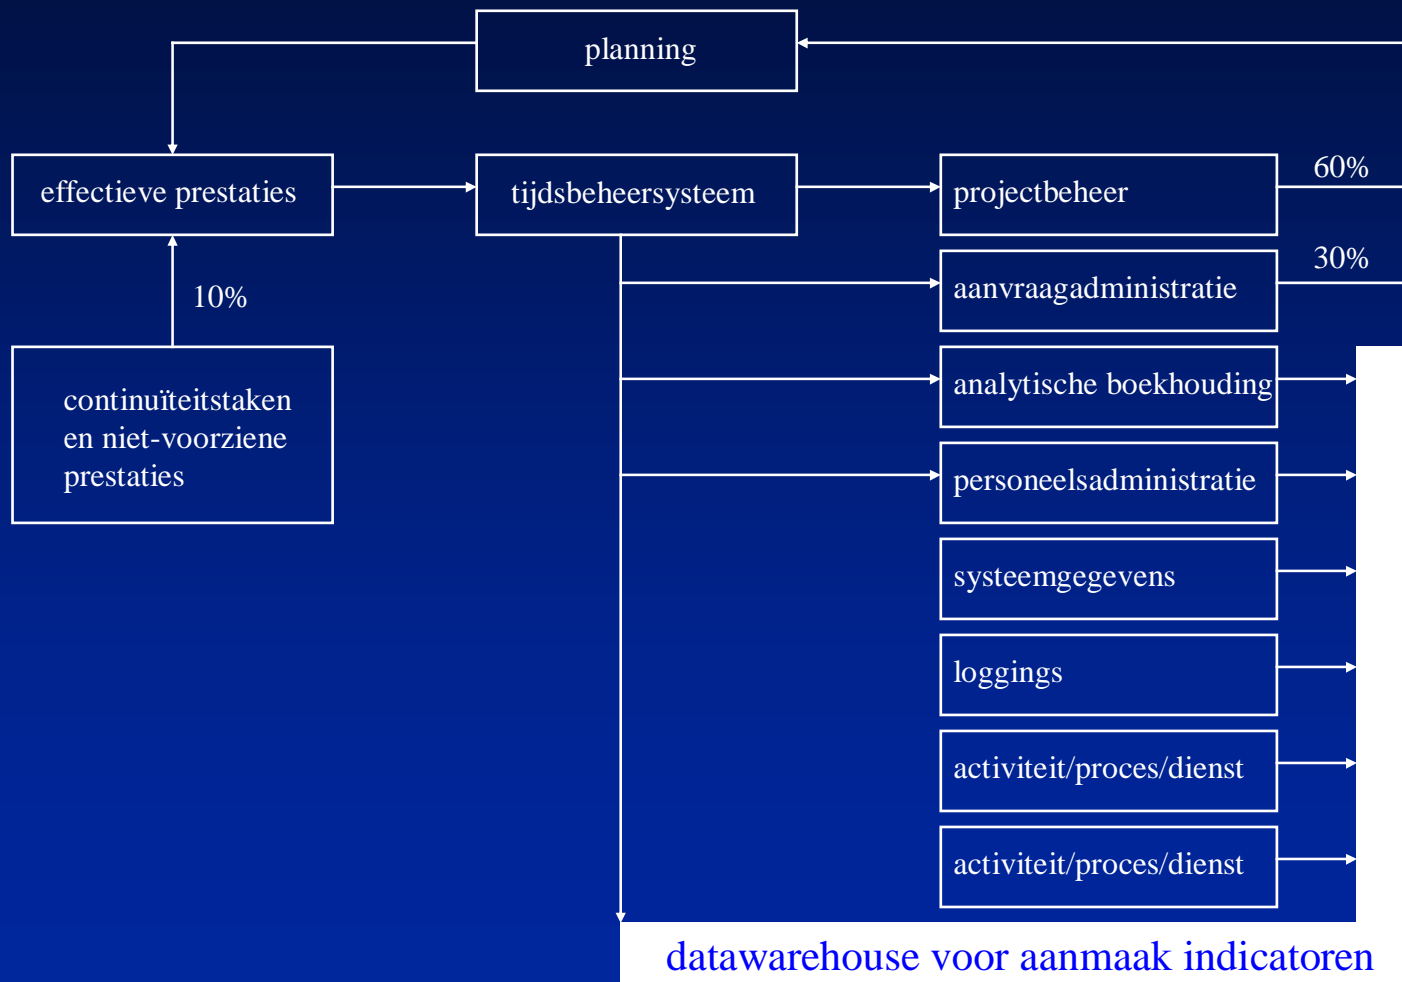 planning
effectieve prestaties
tijdsbeheersysteem
projectbeheer
60%
aanvraagadministratie
30%
10%
continuïteitstaken
en niet-voorziene
prestaties
analytische boekhouding
personeelsadministratie
systeemgegevens
loggings
activiteit/proces/dienst
activiteit/proces/dienst
datawarehouse voor aanmaak indicatoren